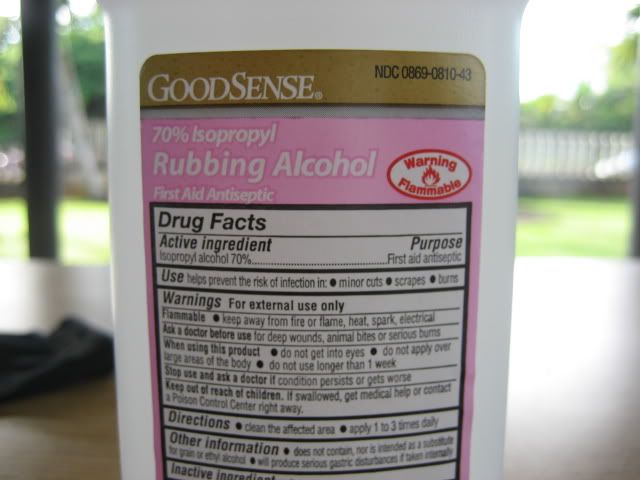 GOODSENSE®
NDC 0869-0810-43
70% Isopropyl
Rubbing Alcohol
First Aid Antiseptic
Warning
Flammable
Drug Facts
Active ingredient Purpose
Isopropyl alcohol 70%..........First aid antiseptic
Use helps prevent the risk of infection in: • minor cuts • scrapes • burns
Warnings For external use only
Flammable • keep away from fire or flame, heat, spark, electrical
Ask a doctor before use for deep wounds, animal bites or serious burns
When using this product • do not get into eyes • do not apply over
large areas of the body • do not use longer than 1 week
Stop use and ask a doctor if condition persists or gets worse
Keep out of reach of children. If swallowed, get medical help or contact
a Poison Control Center right away.
Directions • clean the affected area • apply 1 to 3 times daily
Other information • does not contain, nor is intended as a substitute
for grain or ethyl alcohol • will produce serious gastric disturbances if taken internally
Inactive ingredient